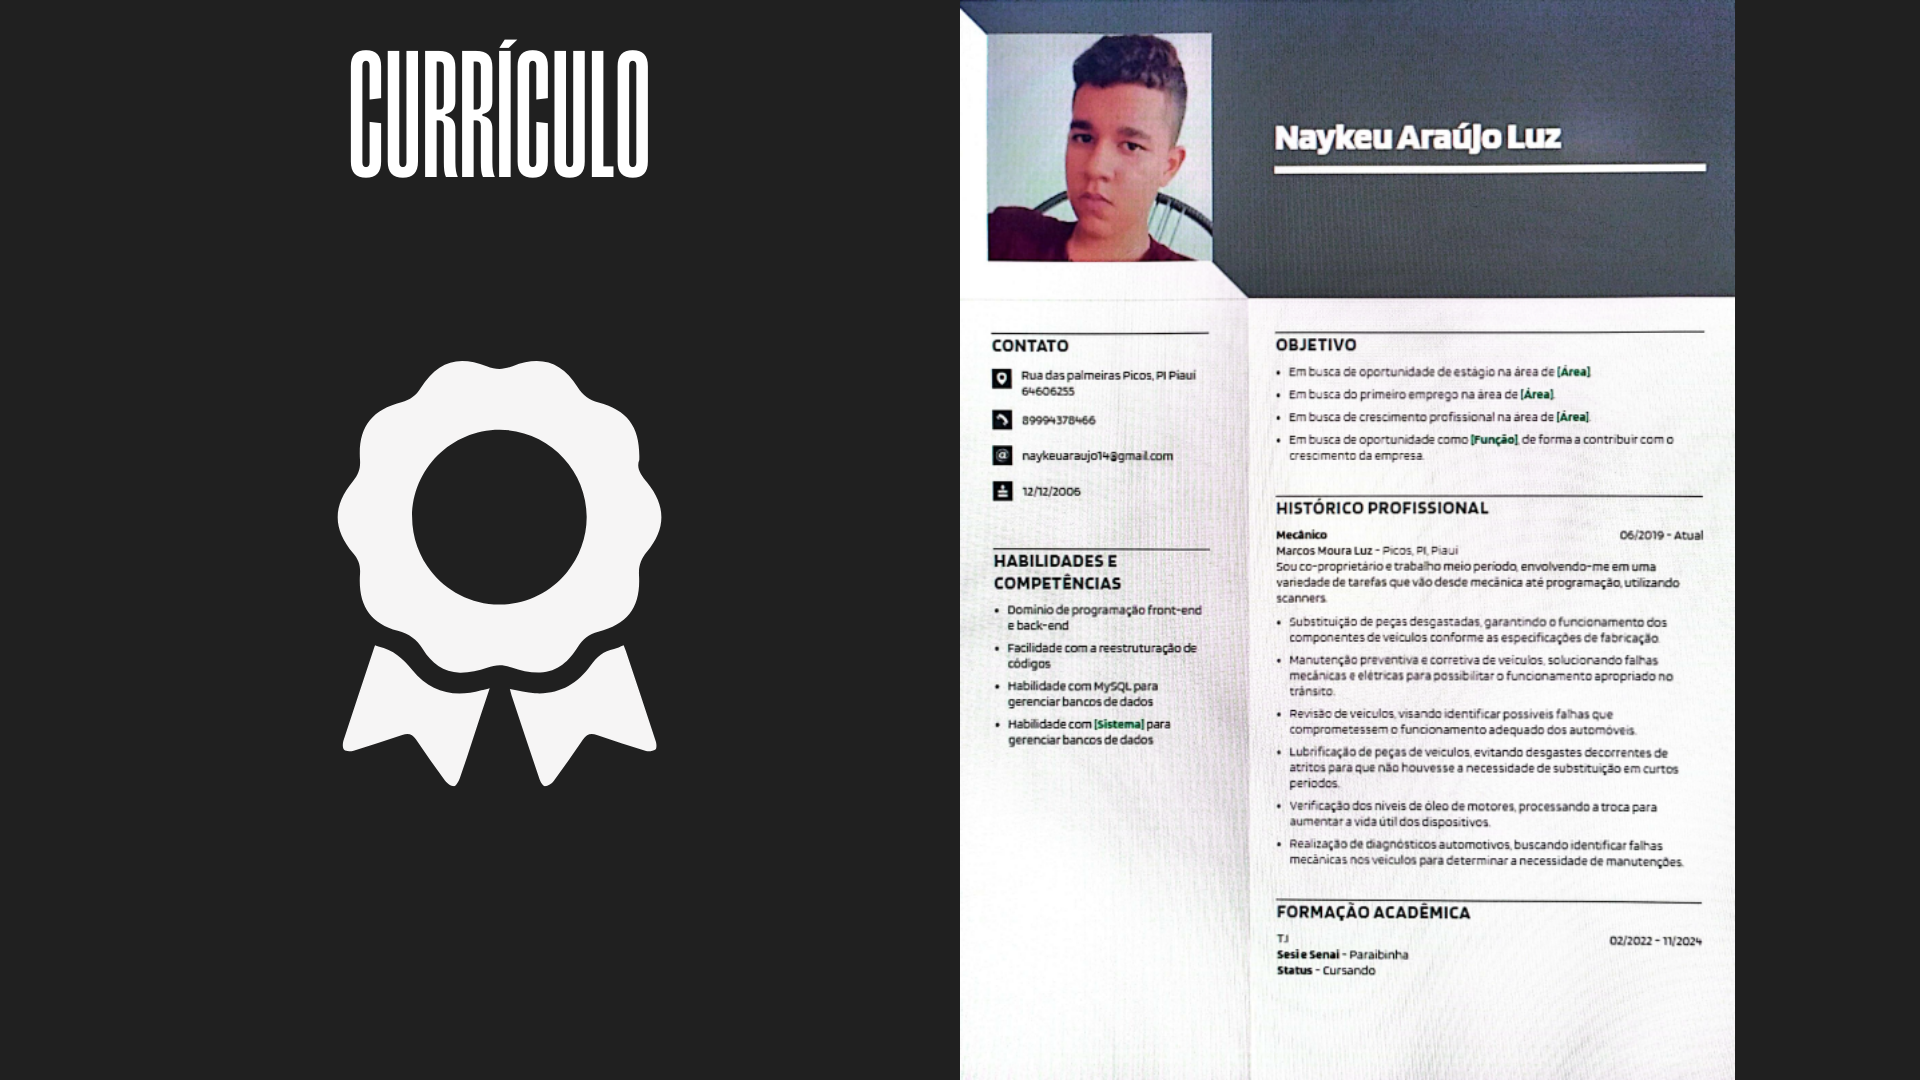 CURRÍCULO
Naykeu Araújo Luz
CONTATO
Rua das palmeiras Picos, PI Piauí
64606255
89994378466
naykeuaraujo14@gmail.com
12/12/2006
HABILIDADES E
COMPETÊNCIAS
• Domínio de programação front-end
e back-end
• Facilidade com a reestruturação de
códigos
• Habilidade com MySQL para
gerenciar bancos de dados
• Habilidade com [Sistema] para
gerenciar bancos de dados
OBJETIVO
• Em busca de oportunidade de estágio na área de [Área].
• Em busca do primeiro emprego na área de [Área].
• Em busca de crescimento profissional na área de [Área].
• Em busca de oportunidade como [Função], de forma a contribuir com o
crescimento da empresa.
HISTÓRICO PROFISSIONAL
Mecânico 06/2019 - Atual
Marcos Moura Luz - Picos, PI, Piauí
Sou co-proprietário e trabalho meio período, envolvendo-me em uma
variedade de tarefas que vão desde mecânica até programação, utilizando
scanners.
• Substituição de peças desgastadas, garantindo o funcionamento dos
componentes de veículos conforme as especificações de fabricação.
• Manutenção preventiva e corretiva de veículos, solucionando falhas
mecânicas e elétricas para possibilitar o funcionamento apropriado no
trânsito.
• Revisão de veículos, visando identificar possíveis falhas que
comprometessem o funcionamento adequado dos automóveis.
• Lubrificação de peças de veículos, evitando desgastes decorrentes de
atritos para que não houvesse a necessidade de substituição em curtos
períodos.
• Verificação dos níveis de óleo de motores, processando a troca para
aumentar a vida útil dos dispositivos.
• Realização de diagnósticos automotivos, buscando identificar falhas
mecânicas nos veículos para determinar a necessidade de manutenções.
FORMAÇÃO ACADÊMICA
TJ 02/2022 - 11/2024
Sesi e Senai - Paraibinha
Status - Cursando